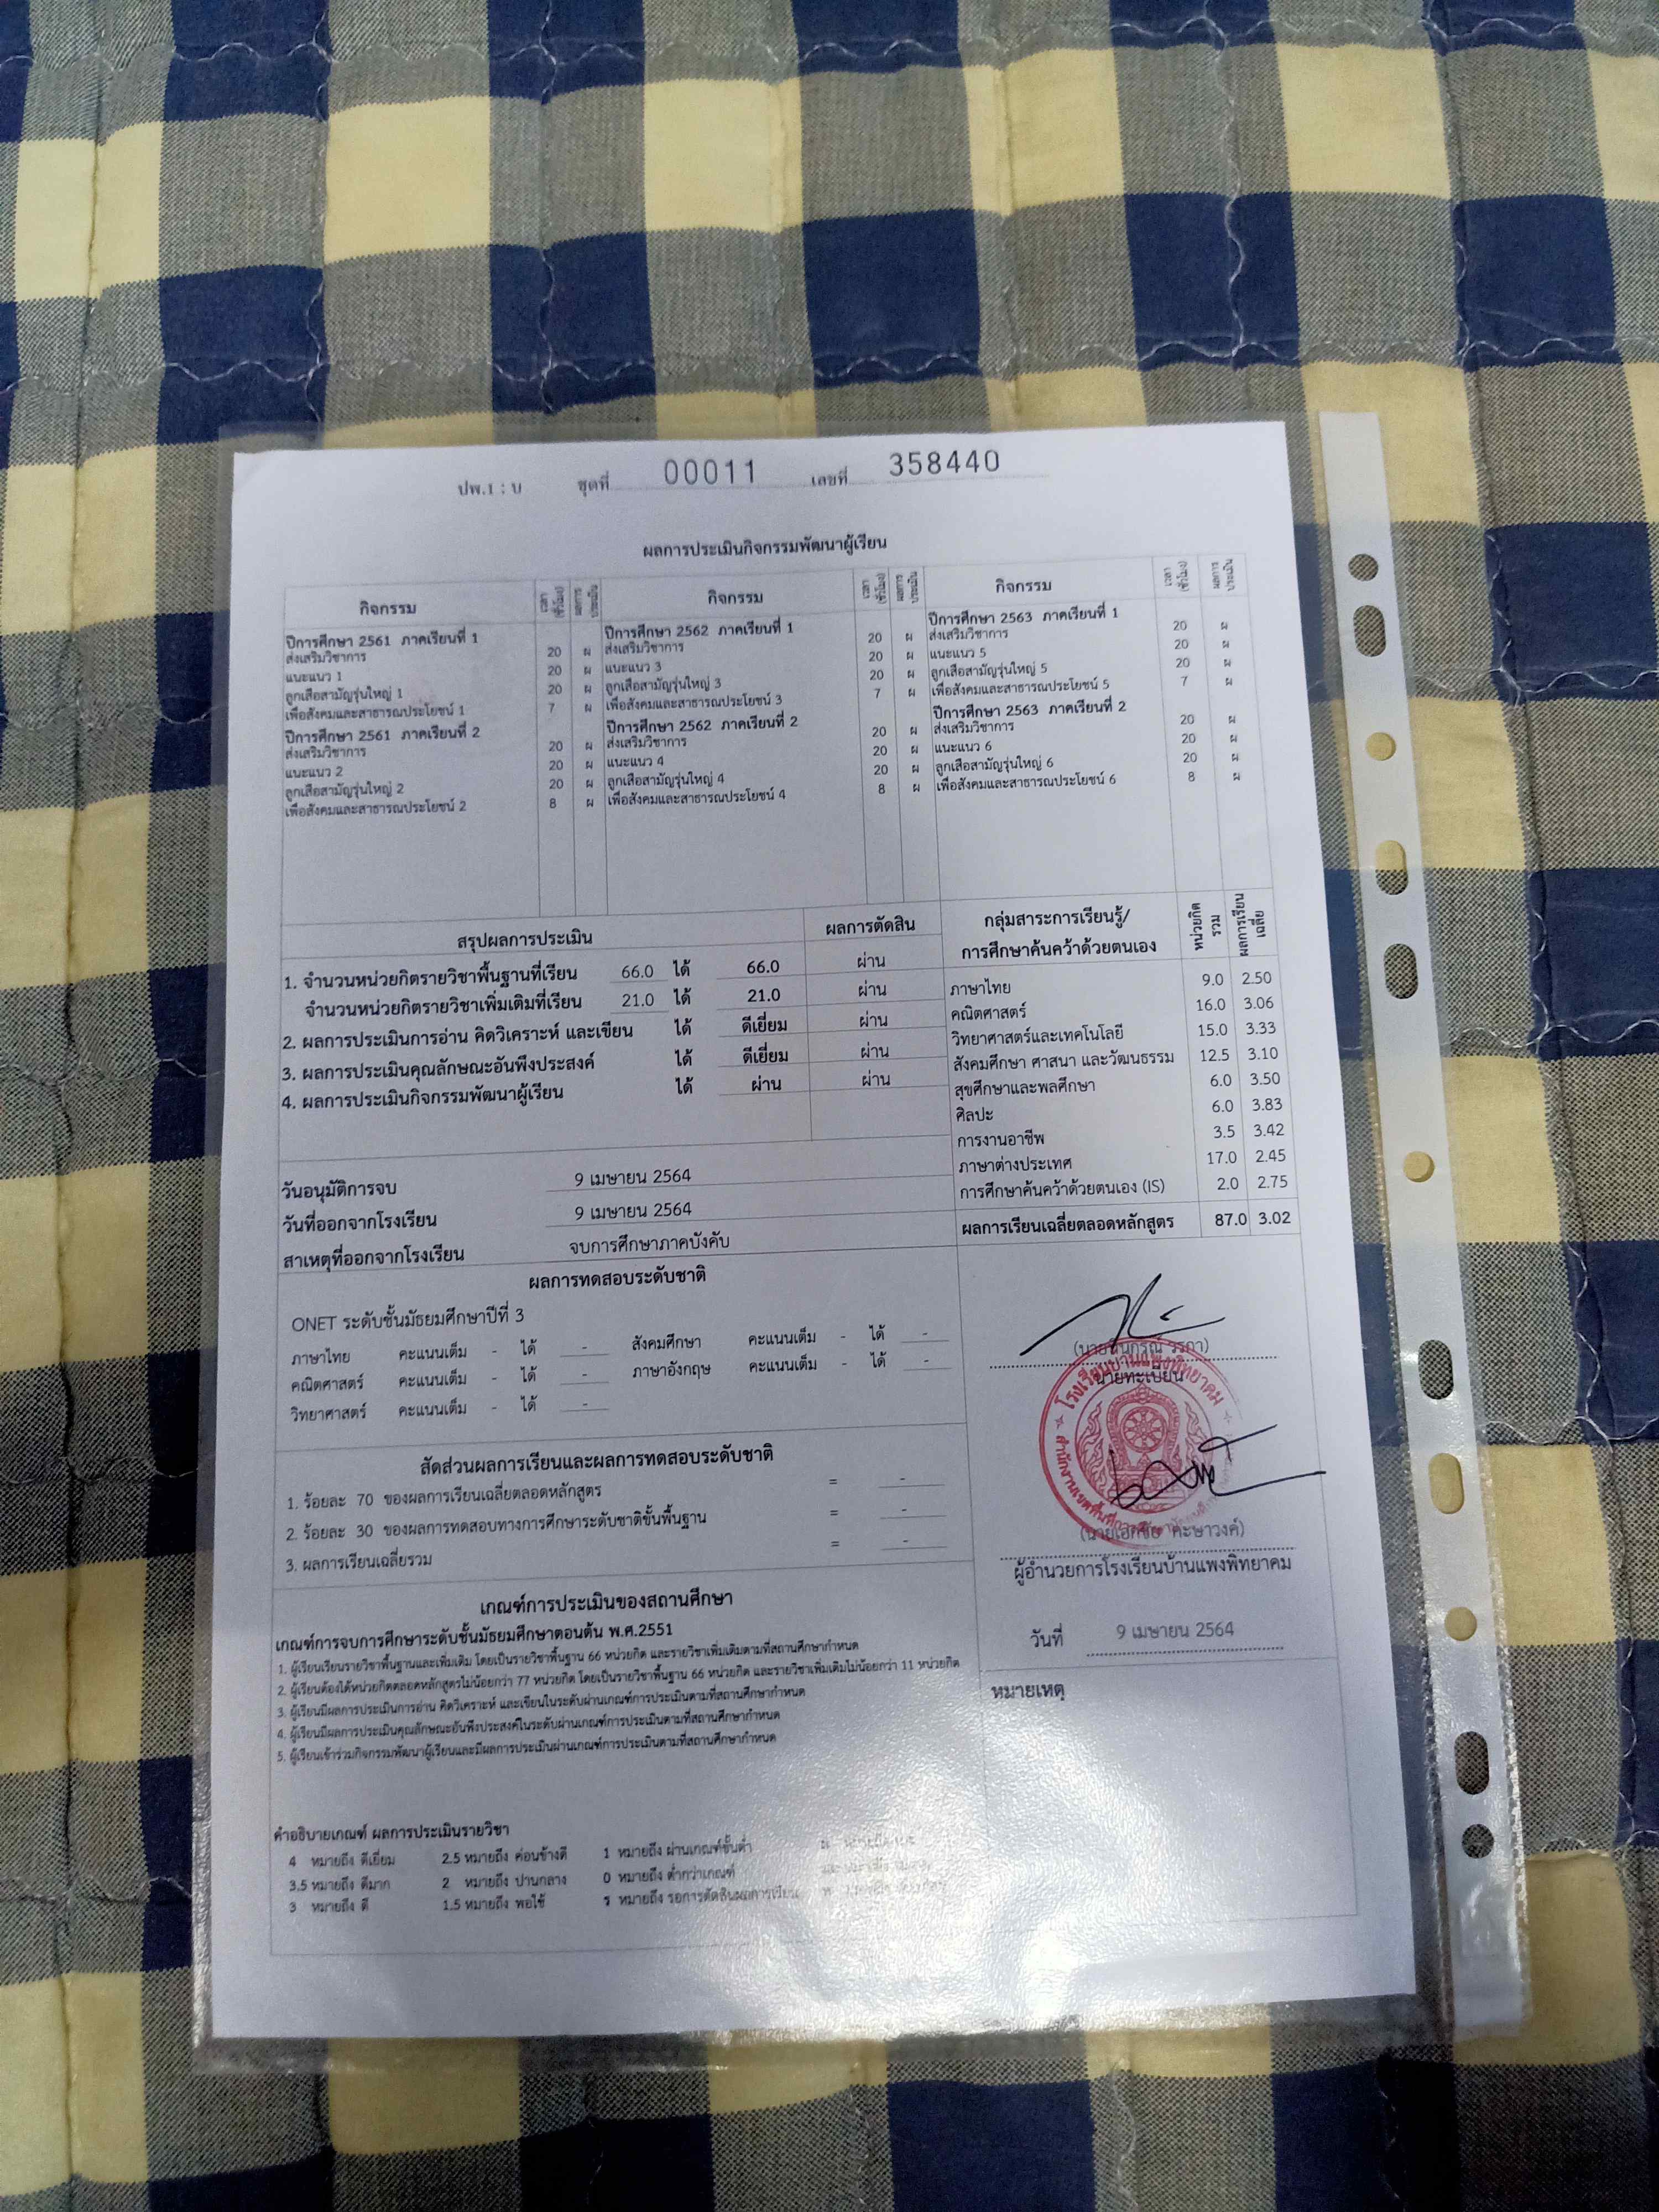 ปพ.1 : บ ชุดที่ 00011 เลขที่ 358440
ผลการประเมินกิจกรรมพัฒนาผู้เรียน
กิจกรรม เวลา (ชั่วโมง) ผลการประเมิน กิจกรรม เวลา (ชั่วโมง) ผลการประเมิน กิจกรรม เวลา (ชั่วโมง) ผลการประเมิน
ปีการศึกษา 2561 ภาคเรียนที่ 1 ปีการศึกษา 2562 ภาคเรียนที่ 1 ปีการศึกษา 2563 ภาคเรียนที่ 1
ส่งเสริมวิชาการ 20 ผ ส่งเสริมวิชาการ 20 ผ ส่งเสริมวิชาการ 20 ผ
แนะแนว 1 20 ผ แนะแนว 3 20 ผ แนะแนว 5 20 ผ
ลูกเสือสามัญรุ่นใหญ่ 1 20 ผ ลูกเสือสามัญรุ่นใหญ่ 3 20 ผ ลูกเสือสามัญรุ่นใหญ่ 5 20 ผ
เพื่อสังคมและสาธารณประโยชน์ 1 7 ผ เพื่อสังคมและสาธารณประโยชน์ 3 7 ผ เพื่อสังคมและสาธารณประโยชน์ 5 7 ผ
ปีการศึกษา 2561 ภาคเรียนที่ 2 ปีการศึกษา 2562 ภาคเรียนที่ 2 ปีการศึกษา 2563 ภาคเรียนที่ 2
ส่งเสริมวิชาการ 20 ผ ส่งเสริมวิชาการ 20 ผ ส่งเสริมวิชาการ 20 ผ
แนะแนว 2 20 ผ แนะแนว 4 20 ผ แนะแนว 6 20 ผ
ลูกเสือสามัญรุ่นใหญ่ 2 20 ผ ลูกเสือสามัญรุ่นใหญ่ 4 20 ผ ลูกเสือสามัญรุ่นใหญ่ 6 20 ผ
เพื่อสังคมและสาธารณประโยชน์ 2 8 ผ เพื่อสังคมและสาธารณประโยชน์ 4 8 ผ เพื่อสังคมและสาธารณประโยชน์ 6 8 ผ
สรุปผลการประเมิน ผลการตัดสิน
1. จำนวนหน่วยกิตรายวิชาพื้นฐานที่เรียน 66.0 ได้ 66.0 ผ่าน
จำนวนหน่วยกิตรายวิชาเพิ่มเติมที่เรียน 21.0 ได้ 21.0 ผ่าน
2. ผลการประเมินการอ่าน คิดวิเคราะห์ และเขียน ได้ ดีเยี่ยม ผ่าน
3. ผลการประเมินคุณลักษณะอันพึงประสงค์ ได้ ดีเยี่ยม ผ่าน
4. ผลการประเมินกิจกรรมพัฒนาผู้เรียน ได้ ผ่าน ผ่าน
วันอนุมัติการจบ 9 เมษายน 2564
วันที่ออกจากโรงเรียน 9 เมษายน 2564
สาเหตุที่ออกจากโรงเรียน จบการศึกษาภาคบังคับ
กลุ่มสาระการเรียนรู้/
การศึกษาค้นคว้าด้วยตนเอง หน่วยกิตรวม ผลการเรียนเฉลี่ย
ภาษาไทย 9.0 2.50
คณิตศาสตร์ 16.0 3.06
วิทยาศาสตร์และเทคโนโลยี 15.0 3.33
สังคมศึกษา ศาสนา และวัฒนธรรม 12.5 3.10
สุขศึกษาและพลศึกษา 6.0 3.50
ศิลปะ 6.0 3.83
การงานอาชีพ 3.5 3.42
ภาษาต่างประเทศ 17.0 2.45
การศึกษาค้นคว้าด้วยตนเอง (IS) 2.0 2.75
ผลการเรียนเฉลี่ยตลอดหลักสูตร 87.0 3.02
ผลการทดสอบระดับชาติ
ONET ระดับชั้นมัธยมศึกษาปีที่ 3
ภาษาไทย คะแนนเต็ม - ได้ - สังคมศึกษา คะแนนเต็ม - ได้ -
คณิตศาสตร์ คะแนนเต็ม - ได้ - ภาษาอังกฤษ คะแนนเต็ม - ได้ -
วิทยาศาสตร์ คะแนนเต็ม - ได้ -
สัดส่วนผลการเรียนและผลการทดสอบระดับชาติ
1. ร้อยละ 70 ของผลการเรียนเฉลี่ยตลอดหลักสูตร = -
2. ร้อยละ 30 ของผลการทดสอบทางการศึกษาระดับชาติขั้นพื้นฐาน = -
3. ผลการเรียนเฉลี่ยรวม = -
เกณฑ์การประเมินของสถานศึกษา
เกณฑ์การจบการศึกษาระดับชั้นมัธยมศึกษาตอนต้น พ.ศ.2551
1. ผู้เรียนเรียนรายวิชาพื้นฐานและเพิ่มเติม โดยเป็นรายวิชาพื้นฐาน 66 หน่วยกิต และรายวิชาเพิ่มเติมตามที่สถานศึกษากำหนด
2. ผู้เรียนต้องได้หน่วยกิตตลอดหลักสูตรไม่น้อยกว่า 77 หน่วยกิต โดยเป็นรายวิชาพื้นฐาน 66 หน่วยกิต และรายวิชาเพิ่มเติมไม่น้อยกว่า 11 หน่วยกิต
3. ผู้เรียนมีผลการประเมินการอ่าน คิดวิเคราะห์ และเขียนในระดับผ่านเกณฑ์การประเมินตามที่สถานศึกษากำหนด
4. ผู้เรียนมีผลการประเมินคุณลักษณะอันพึงประสงค์ในระดับผ่านเกณฑ์การประเมินตามที่สถานศึกษากำหนด
5. ผู้เรียนเข้าร่วมกิจกรรมพัฒนาผู้เรียนและมีผลการประเมินผ่านเกณฑ์การประเมินตามที่สถานศึกษากำหนด
คำอธิบายเกณฑ์ ผลการประเมินรายวิชา
4 หมายถึง ดีเยี่ยม 2.5 หมายถึง ค่อนข้างดี 1 หมายถึง ผ่านเกณฑ์ขั้นต่ำ
3.5 หมายถึง ดีมาก 2 หมายถึง ปานกลาง 0 หมายถึง ต่ำกว่าเกณฑ์
3 หมายถึง ดี 1.5 หมายถึง พอใช้ ร หมายถึง รอการตัดสินผลการเรียน
นายทะเบียน
โรงเรียนบ้านแพงพิทยาคม
ผู้อำนวยการโรงเรียนบ้านแพงพิทยาคม
วันที่ 9 เมษายน 2564
หมายเหตุ